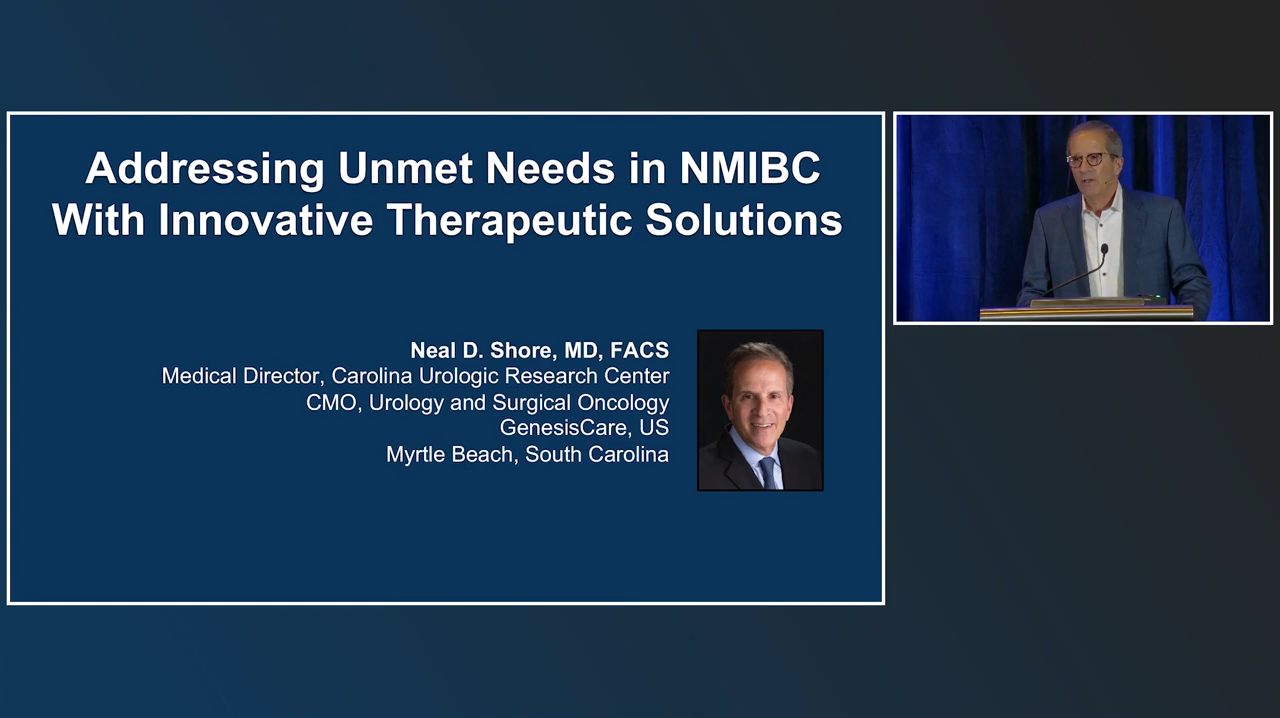 Addressing Unmet Needs in NMIBC
With Innovative Therapeutic Solutions
Neal D. Shore, MD, FACS
Medical Director, Carolina Urologic Research Center
CMO, Urology and Surgical Oncology
GenesisCare, US
Myrtle Beach, South Carolina